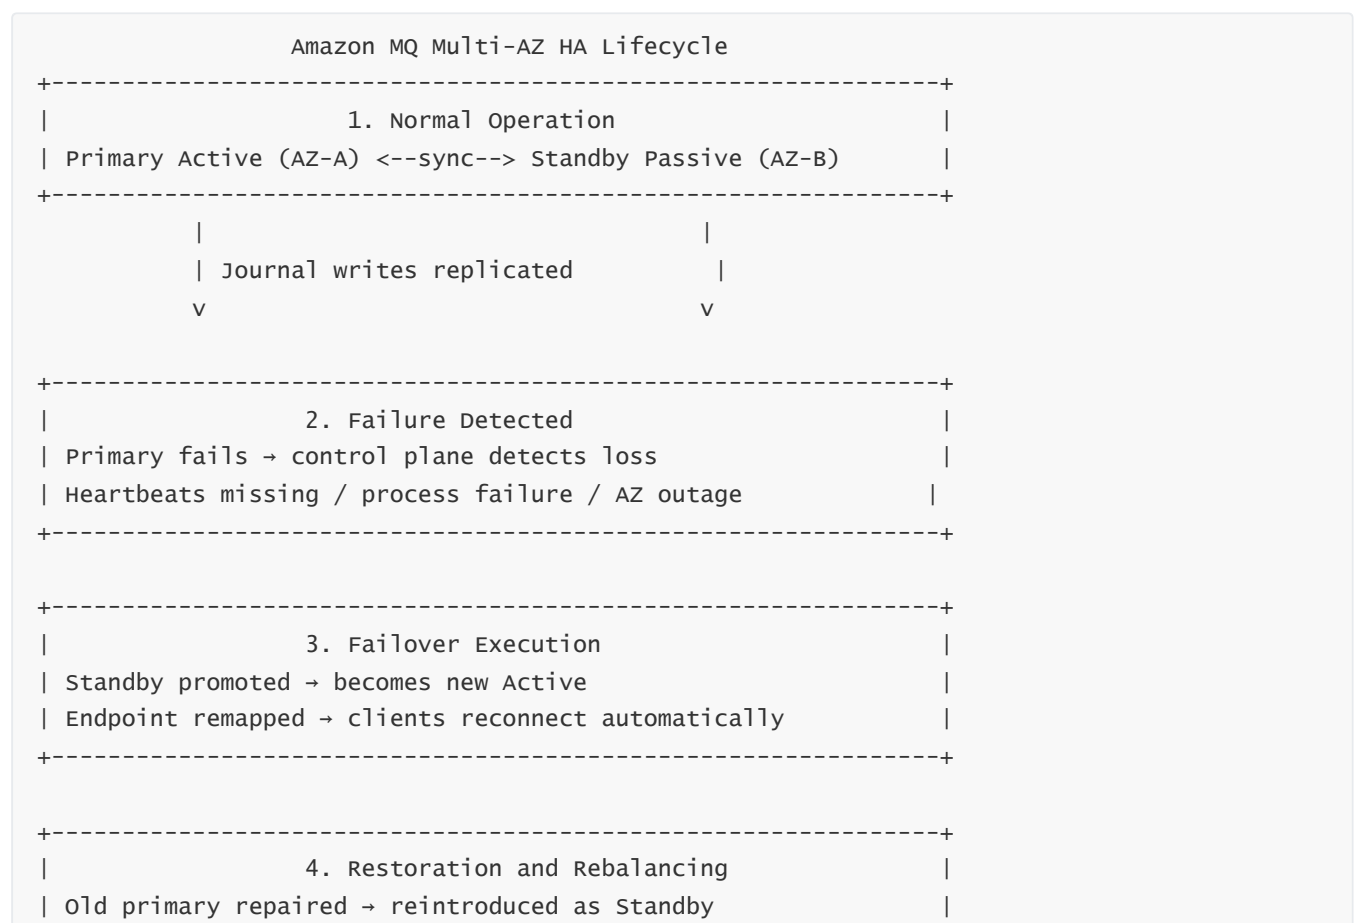 Amazon MQ Multi-AZ HA Lifecycle
+---------------------------------------------------------------+
|                     1. Normal Operation                       |
| Primary Active (AZ-A) <--sync--> Standby Passive (AZ-B)       |
+---------------------------------------------------------------+
           |                                   |
           | Journal writes replicated          |
           v                                   v
+---------------------------------------------------------------+
|                  2. Failure Detected                          |
| Primary fails → control plane detects loss                    |
| Heartbeats missing / process failure / AZ outage             |
+---------------------------------------------------------------+
+---------------------------------------------------------------+
|                  3. Failover Execution                        |
| Standby promoted → becomes new Active                         |
| Endpoint remapped → clients reconnect automatically           |
+---------------------------------------------------------------+
+---------------------------------------------------------------+
|                  4. Restoration and Rebalancing               |
| Old primary repaired → reintroduced as Standby                |